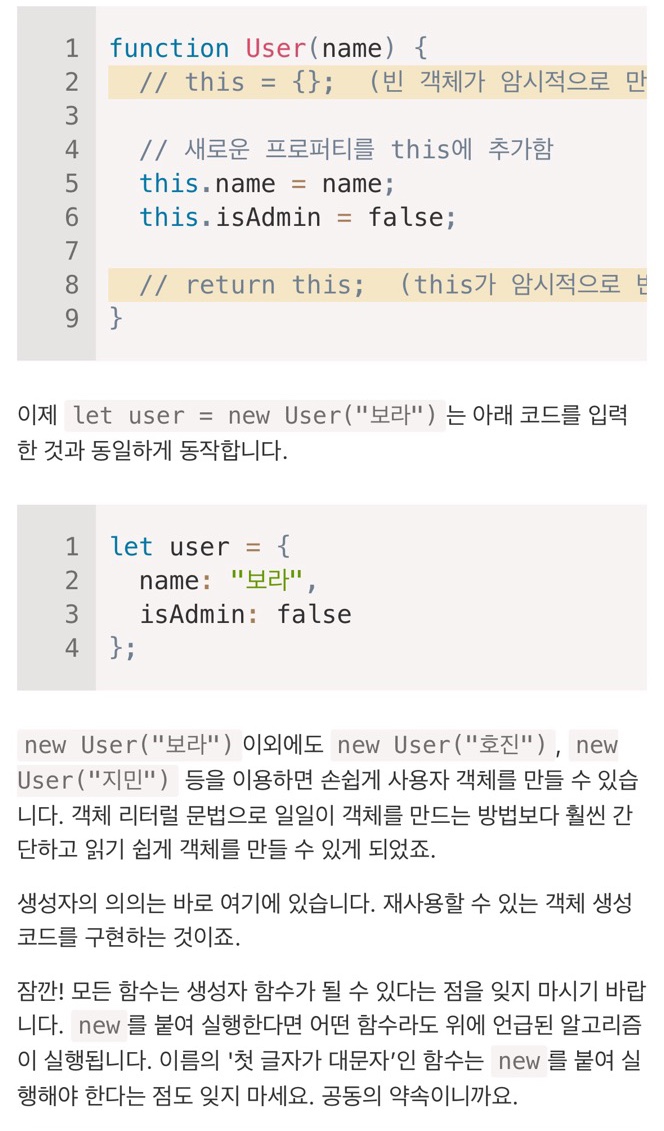 1 function User(name) {
2 // this = {};  (빈 객체가 암시적으로
3
4 // 새로운 프로퍼티를 this에 추가함
5 this.name = name;
6 this.isAdmin = false;
7
8 // return this;  (this가 암시적으로
9 }
이제 let user = new User("보라")는 아래 코드를 입력
한 것과 동일하게 동작합니다.
1 let user = {
2 name: "보라",
3 isAdmin: false
4 };
new User("보라")이외에도 new User("호진"), new
User("지민") 등을 이용하면 손쉽게 사용자 객체를 만들 수 있습
니다. 객체 리터럴 문법으로 일일이 객체를 만드는 방법보다 훨씬 간
단하고 읽기 쉽게 객체를 만들 수 있게 되었죠.
생성자의 의의는 바로 여기에 있습니다. 재사용할 수 있는 객체 생성
코드를 구현하는 것이죠.
잠깐! 모든 함수는 생성자 함수가 될 수 있다는 점을 잊지 마시기 바랍
니다. new를 붙여 실행한다면 어떤 함수라도 위에 언급된 알고리즘
이 실행됩니다. 이름의 '첫 글자가 대문자’인 함수는 new를 붙여 실
행해야 한다는 점도 잊지 마세요. 공동의 약속이니까요.